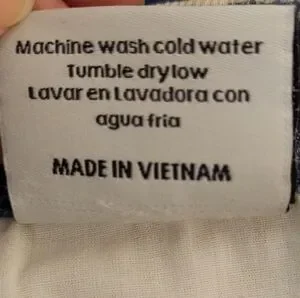 Machine wash cold water
Tumble dry low
Lavar en Lavadora con
agua fria
MADE IN VIETNAM